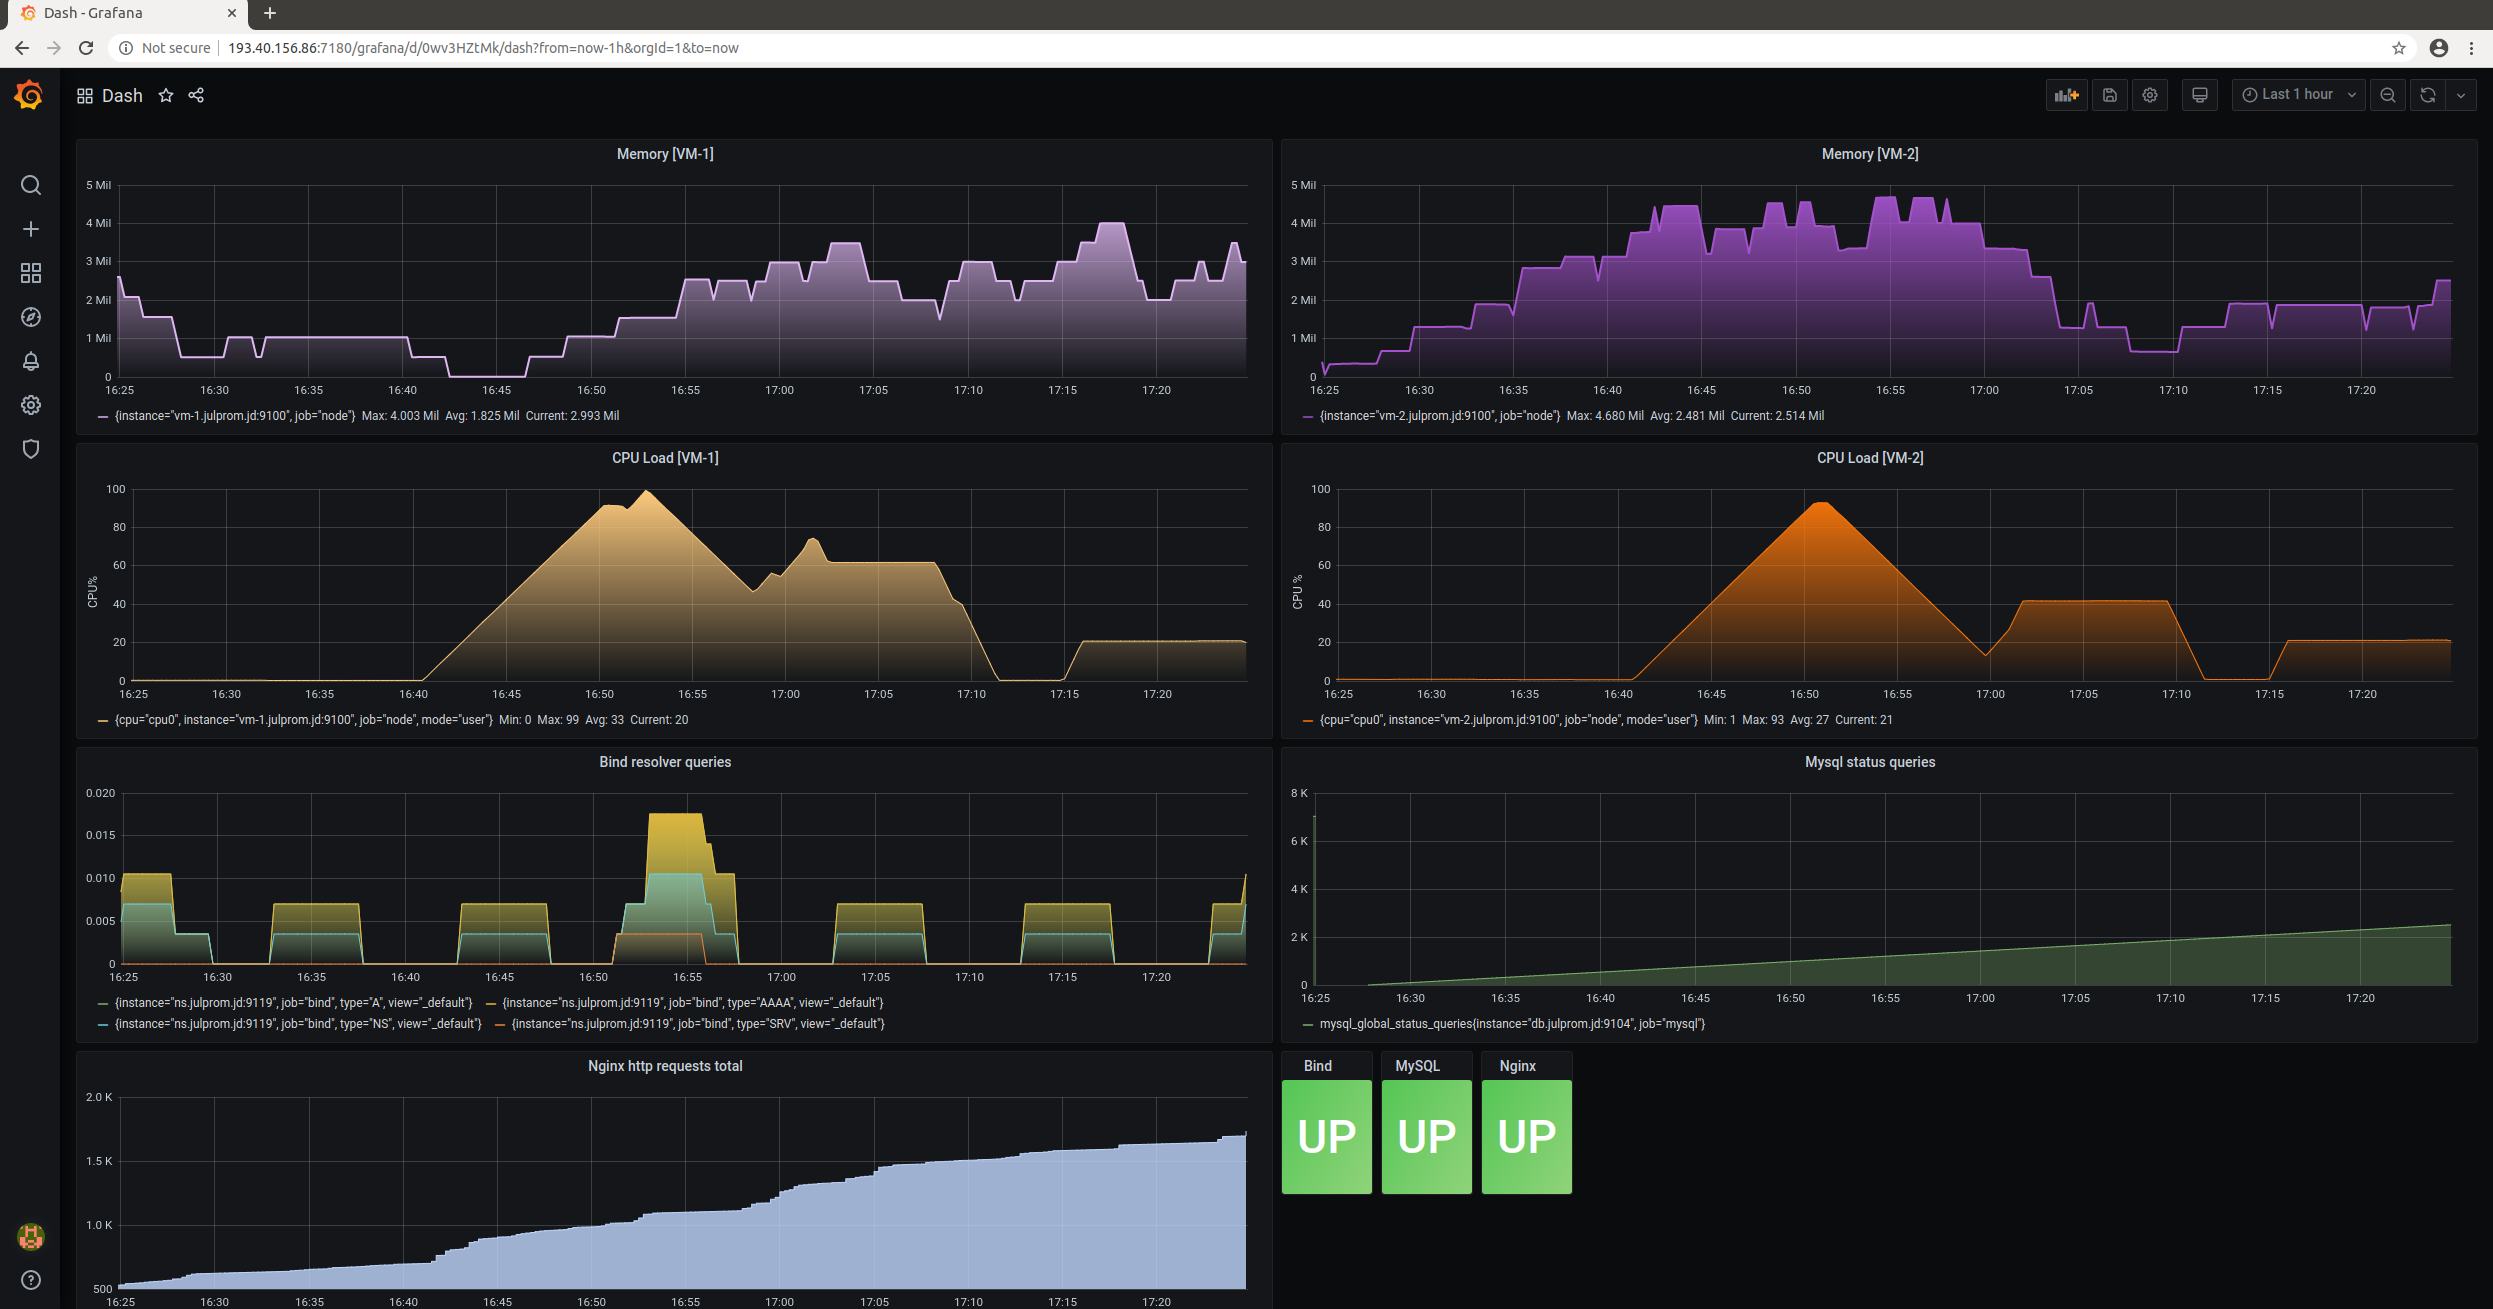 Dash - Grafana
Not secure 193.40.156.86:7180/grafana/d/0wv3HZtMk/dash?from=now-1h&orgId=1&to=now
Dash
Last 1 hour
Memory [VM-1]
5 Mil
4 Mil
3 Mil
2 Mil
1 Mil
0
16:25 16:30 16:35 16:40 16:45 16:50 16:55 17:00 17:05 17:10 17:15 17:20
{instance="vm-1.julprom.jd:9100", job="node"} Max: 4.003 Mil Avg: 1.825 Mil Current: 2.993 Mil
Memory [VM-2]
5 Mil
4 Mil
3 Mil
2 Mil
1 Mil
0
16:25 16:30 16:35 16:40 16:45 16:50 16:55 17:00 17:05 17:10 17:15 17:20
{instance="vm-2.julprom.jd:9100", job="node"} Max: 4.680 Mil Avg: 2.481 Mil Current: 2.514 Mil
CPU Load [VM-1]
CPU%
100
80
60
40
20
0
16:25 16:30 16:35 16:40 16:45 16:50 16:55 17:00 17:05 17:10 17:15 17:20
{cpu="cpu0", instance="vm-1.julprom.jd:9100", job="node", mode="user"} Min: 0 Max: 99 Avg: 33 Current: 20
CPU Load [VM-2]
CPU %
100
80
60
40
20
0
16:25 16:30 16:35 16:40 16:45 16:50 16:55 17:00 17:05 17:10 17:15 17:20
{cpu="cpu0", instance="vm-2.julprom.jd:9100", job="node", mode="user"} Min: 1 Max: 93 Avg: 27 Current: 21
Bind resolver queries
0.020
0.015
0.010
0.005
0
16:25 16:30 16:35 16:40 16:45 16:50 16:55 17:00 17:05 17:10 17:15 17:20
{instance="ns.julprom.jd:9119", job="bind", type="A", view="_default"} {instance="ns.julprom.jd:9119", job="bind", type="AAAA", view="_default"}
{instance="ns.julprom.jd:9119", job="bind", type="NS", view="_default"} {instance="ns.julprom.jd:9119", job="bind", type="SRV", view="_default"}
Mysql status queries
8 K
6 K
4 K
2 K
0
16:25 16:30 16:35 16:40 16:45 16:50 16:55 17:00 17:05 17:10 17:15 17:20
mysql_global_status_queries{instance="db.julprom.jd:9104", job="mysql"}
Nginx http requests total
2.0 K
1.5 K
1.0 K
500
16:25 16:30 16:35 16:40 16:45 16:50 16:55 17:00 17:05 17:10 17:15 17:20
Bind MySQL Nginx
UP UP UP